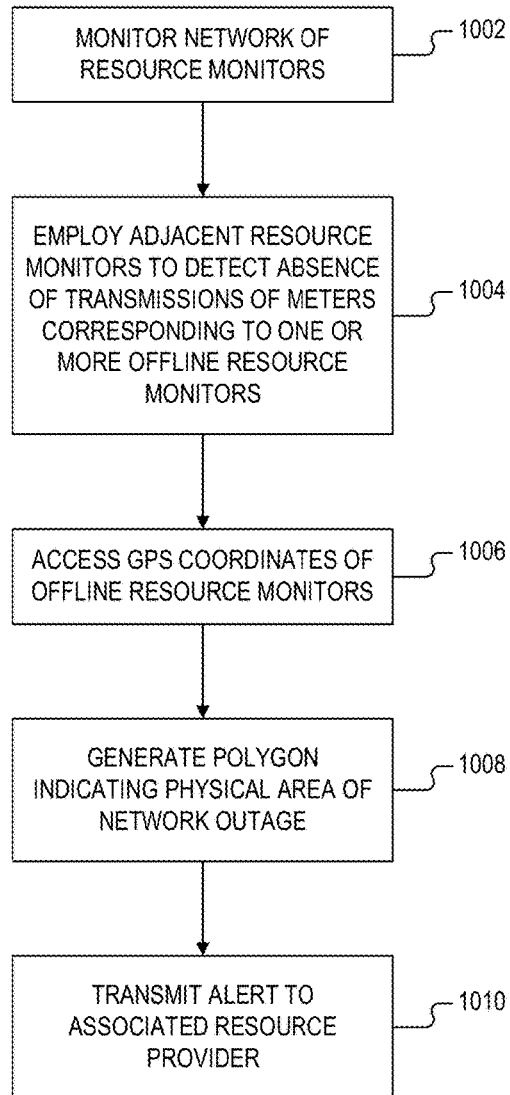 MONITOR NETWORK OF
RESOURCE MONITORS
1002
EMPLOY ADJACENT RESOURCE
MONITORS TO DETECT ABSENCE
OF TRANSMISSIONS OF METERS
CORRESPONDING TO ONE OR
MORE OFFLINE RESOURCE
MONITORS
1004
ACCESS GPS COORDINATES OF
OFFLINE RESOURCE MONITORS
1006
GENERATE POLYGON
INDICATING PHYSICAL AREA OF
NETWORK OUTAGE
1008
TRANSMIT ALERT TO
ASSOCIATED RESOURCE
PROVIDER
1010